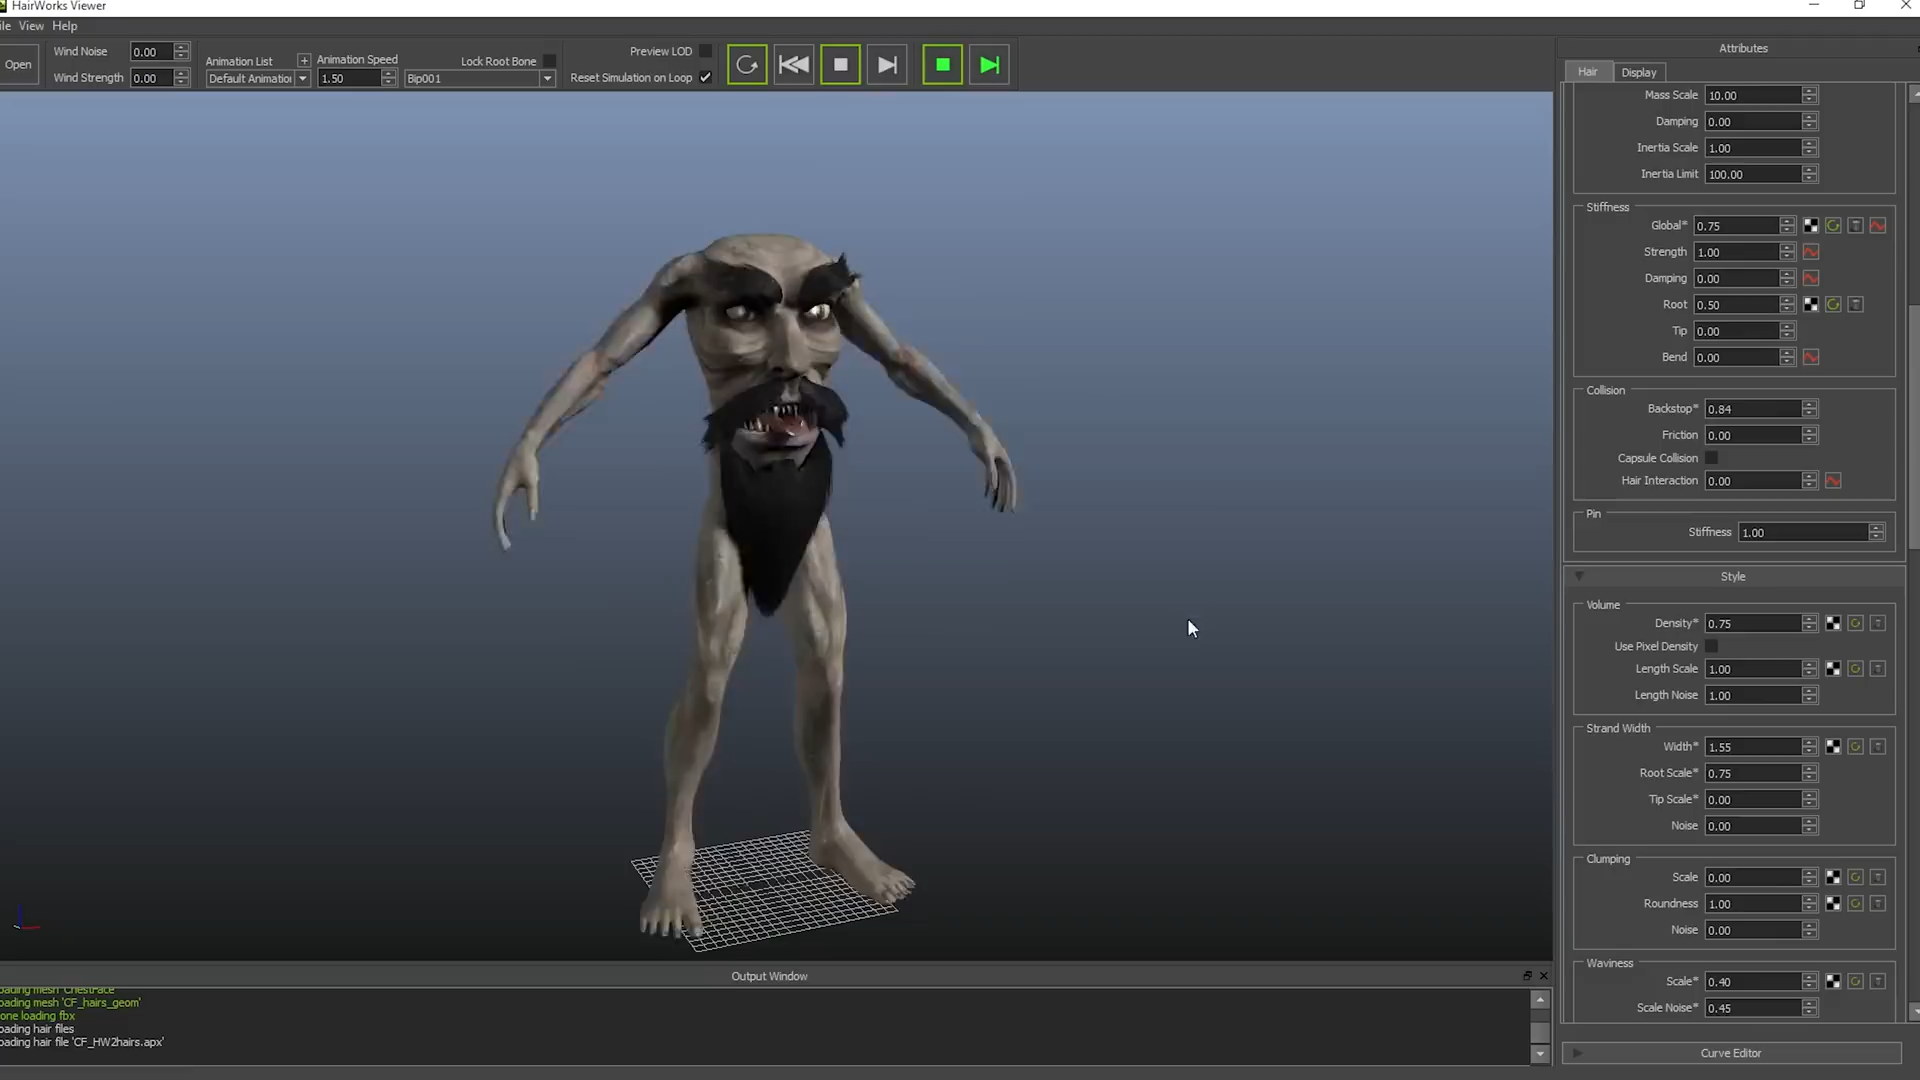 HairWorks Viewer
ile View Help
Open
Wind Noise 0.00
Wind Strength 0.00
Animation List +
Default Animatio
Animation Speed
1.50
Lock Root Bone
Bip001
Preview LOD
Reset Simulation on Loop
Attributes
Hair Display
Mass Scale 10.00
Damping 0.00
Inertia Scale 1.00
Inertia Limit 100.00
Stiffness
Global* 0.75
Strength 1.00
Damping 0.00
Root 0.50
Tip 0.00
Bend 0.00
Collision
Backstop* 0.84
Friction 0.00
Capsule Collision
Hair Interaction 0.00
Pin
Stiffness 1.00
Style
Volume
Density* 0.75
Use Pixel Density
Length Scale 1.00
Length Noise 1.00
Strand Width
Width* 1.55
Root Scale* 0.75
Tip Scale* 0.00
Noise 0.00
Clumping
Scale 0.00
Roundness 1.00
Noise 0.00
Waviness
Scale* 0.40
Scale Noise* 0.45
Curve Editor
Output Window
oading mesh 'ChestFace'
oading mesh 'CF_hairs_geom'
one loading fbx
oading hair files
oading hair file 'CF_HW2hairs.apx'